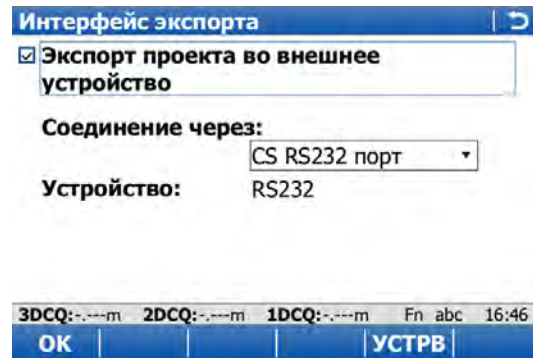 Интерфейс экспорта
Экспорт проекта во внешнее
устройство
Соединение через:
CS RS232 порт
Устройство: RS232
3DCQ:-.---m 2DCQ:-.---m 1DCQ:-.---m Fn abc 16:46
OK УСТРВ